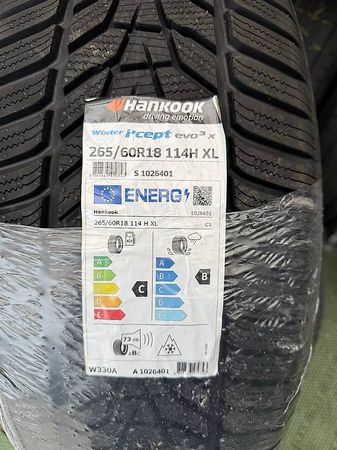 HANKOOK
driving emotion
Winter i*cept evo³ x
265/60R18 114H XL
S 1026401
ENERG
Hankook 1026401
265/60R18 114 H XL C1
A A
B B
C C B
D D
E E
73 dB
ABC
W330A A 1026401